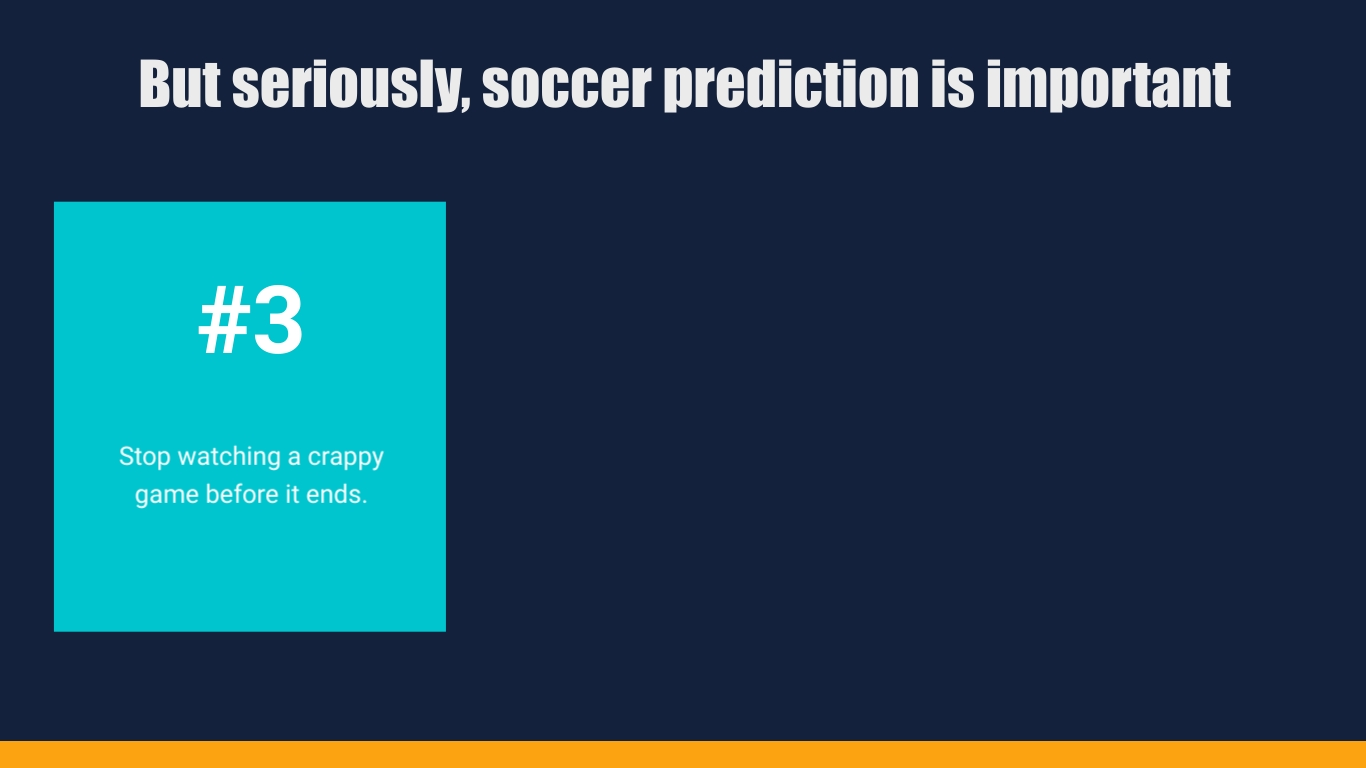 But seriously, soccer prediction is important
#3
Stop watching a crappy
game before it ends.